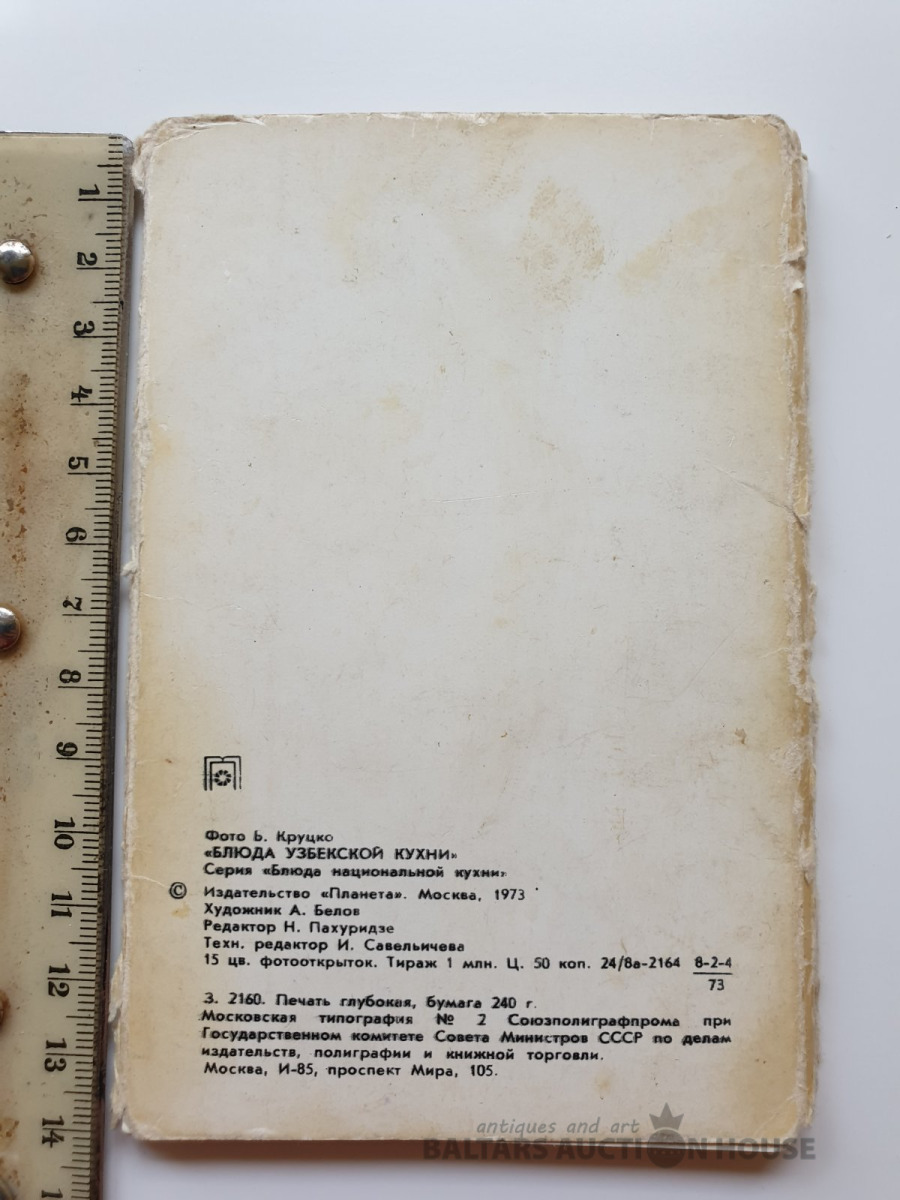 1
2
3
4
5
6
7
8
9
10
11
12
13
14
Фото Б. Круцко
«БЛЮДА УЗБЕКСКОЙ КУХНИ»
Серия «Блюда национальной кухни»
© Издательство «Планета». Москва, 1973
Художник А. Белов
Редактор Н. Пахуридзе
Техн. редактор И. Савельичева
15 цв. фотооткрыток. Тираж 1 млн. Ц. 50 коп. 24/8а-2164 8-2-4
73
З. 2160. Печать глубокая, бумага 240 г.
Московская типография № 2 Союзполиграфпрома при
Государственном комитете Совета Министров СССР по делам
издательств, полиграфии и книжной торговли.
Москва, И-85, проспект Мира, 105.
antiques and art
BALTARS AUCTION HOUSE